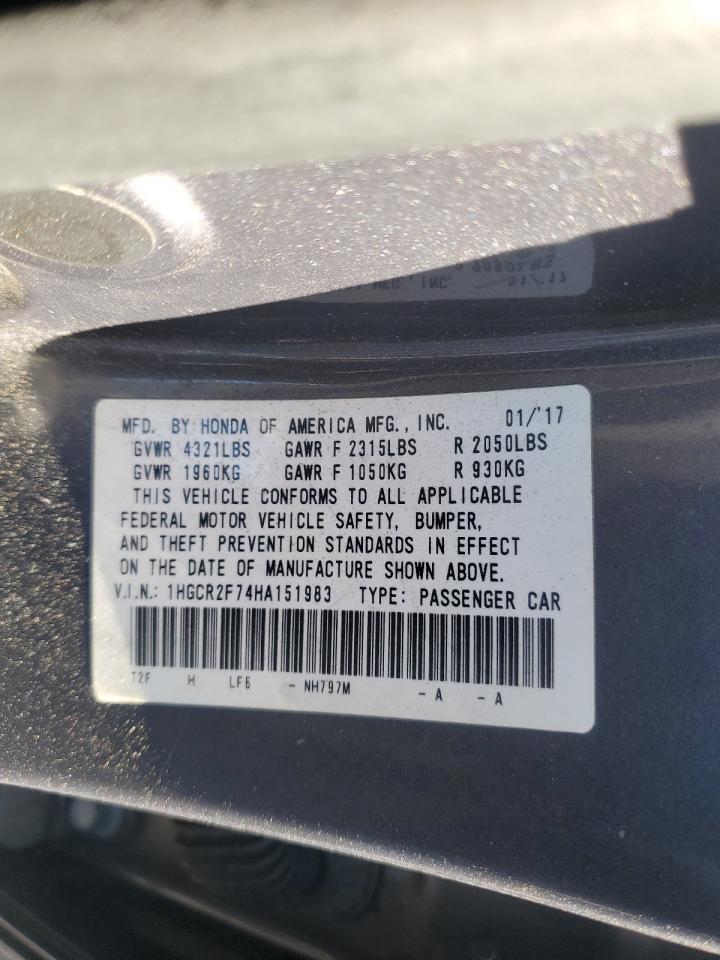 MFD. BY HONDA OF AMERICA MFG., INC. 01/'17
GVWR 4321LBS GAWR F 2315LBS R 2050LBS
GVWR 1960KG GAWR F 1050KG R 930KG
THIS VEHICLE CONFORMS TO ALL APPLICABLE
FEDERAL MOTOR VEHICLE SAFETY, BUMPER,
AND THEFT PREVENTION STANDARDS IN EFFECT
ON THE DATE OF MANUFACTURE SHOWN ABOVE.
V.I.N.: 1HGCR2F74HA151983 TYPE: PASSENGER CAR
T2F H LF6 - NH797M - A - A